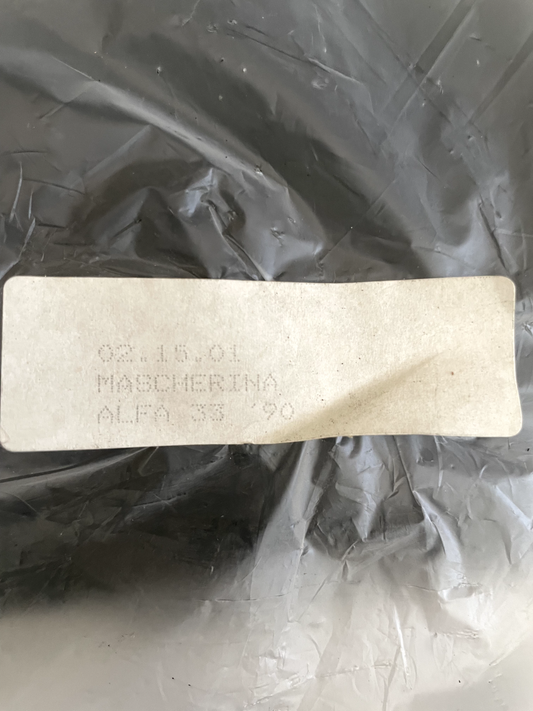 02.15.01
MASCHERINA
ALFA 33 '90